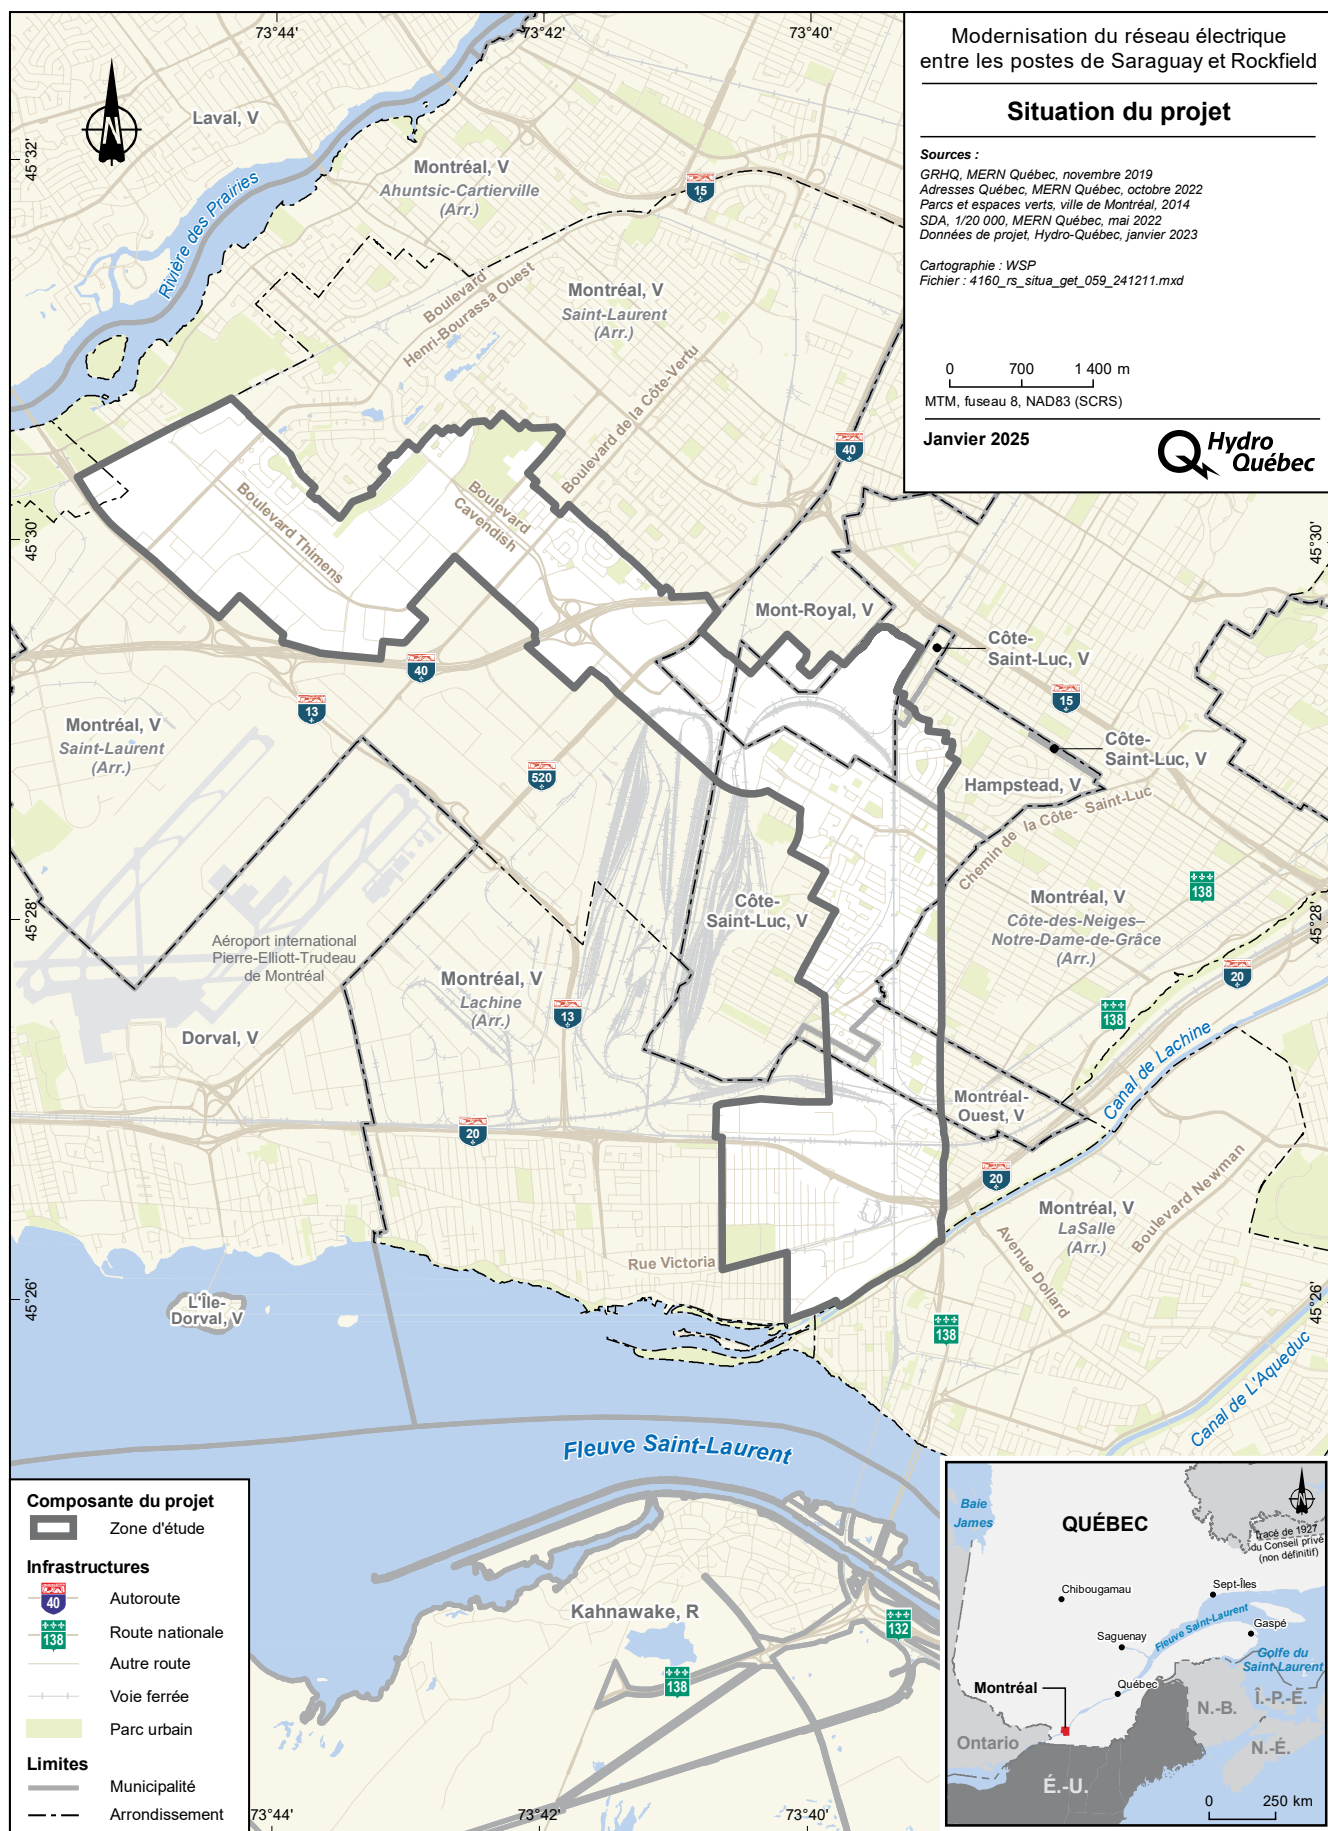 73°44'
73°42'
73°40'
Modernisation du réseau électrique
entre les postes de Saraguay et Rockfield
Situation du projet
Sources :
GRHQ, MERN Québec, novembre 2019
Adresses Québec, MERN Québec, octobre 2022
Parcs et espaces verts, ville de Montréal, 2014
SDA, 1/20 000, MERN Québec, mai 2022
Données de projet, Hydro-Québec, janvier 2023
Cartographie : WSP
Fichier : 4160_rs_situa_get_059_241211.mxd
0 700 1 400 m
MTM, fuseau 8, NAD83 (SCRS)
Janvier 2025
Hydro
Québec
N
Laval, V
45°32'
Rivière des Prairies
Montréal, V
Ahuntsic-Cartierville
(Arr.)
15
Boulevard
Henri-Bourassa Ouest
Montréal, V
Saint-Laurent
(Arr.)
Boulevard de la Côte-Vertu
40
45°30'
45°30'
Boulevard Thimens
Boulevard
Cavendish
Mont-Royal, V
Côte-
Saint-Luc, V
40
13
15
Montréal, V
Saint-Laurent
(Arr.)
520
Côte-
Saint-Luc, V
Hampstead, V
Chemin de la Côte- Saint-Luc
138
Côte-
Saint-Luc, V
Montréal, V
Côte-des-Neiges–
Notre-Dame-de-Grâce
(Arr.)
45°28'
45°28'
Aéroport international
Pierre-Elliott-Trudeau
de Montréal
Montréal, V
Lachine
(Arr.)
20
13
138
Dorval, V
Canal de Lachine
Montréal-
Ouest, V
20
20
Montréal, V
LaSalle
(Arr.)
Boulevard Newman
Avenue Dollard
Rue Victoria
45°26'
45°26'
L'Île-
Dorval, V
138
Canal de L'Aqueduc
Fleuve Saint-Laurent
Kahnawake, R
132
138
Composante du projet
Zone d'étude
Infrastructures
40 Autoroute
138 Route nationale
Autre route
Voie ferrée
Parc urbain
Limites
Municipalité
Arrondissement
73°44'
73°42'
73°40'
Baie
James
QUÉBEC
N
Tracé de 1927
du Conseil privé
(non définitif)
Chibougamau
Sept-Îles
Fleuve Saint-Laurent
Gaspé
Saguenay
Golfe du
Saint-Laurent
Montréal
Québec
N.-B.
Î.-P.-É.
Ontario
N.-É.
É.-U.
0 250 km